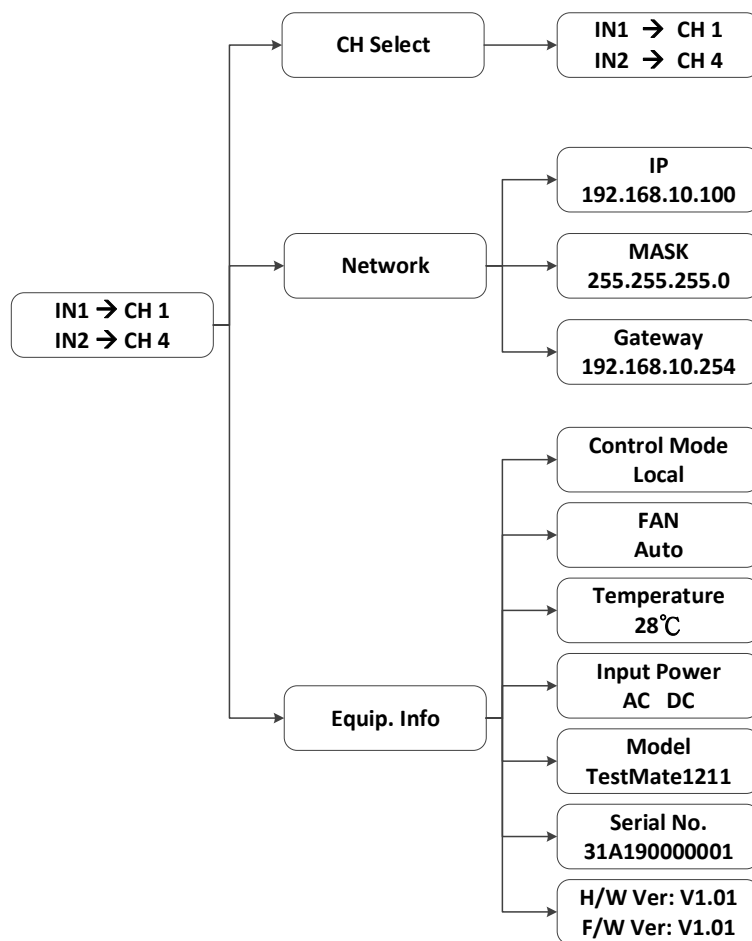 CH Select
IN1 → CH 1
IN2 → CH 4
IP
192.168.10.100
Network
MASK
255.255.255.0
IN1 → CH 1
IN2 → CH 4
Gateway
192.168.10.254
Control Mode
Local
FAN
Auto
Temperature
28℃
Input Power
AC DC
Equip. Info
Model
TestMate1211
Serial No.
31A190000001
H/W Ver: V1.01
F/W Ver: V1.01